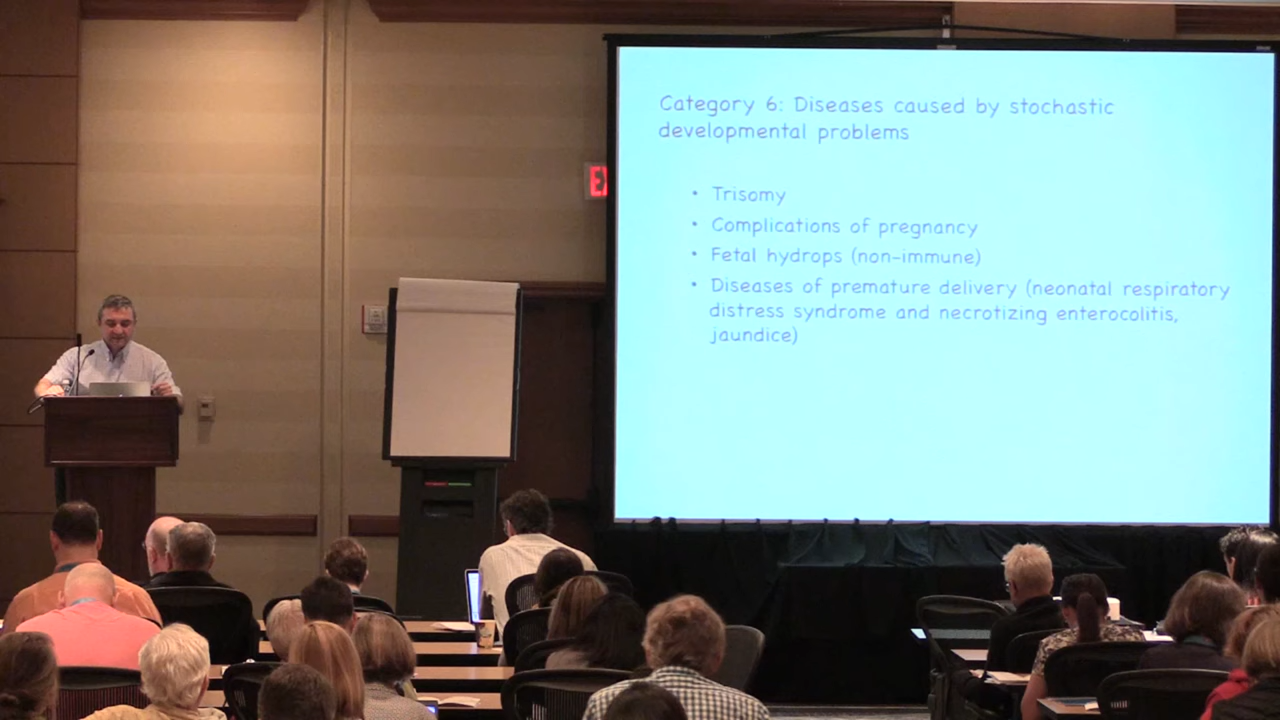 Category 6: Diseases caused by stochastic
developmental problems
• Trisomy
• Complications of pregnancy
• Fetal hydrops (non-immune)
• Diseases of premature delivery (neonatal respiratory
distress syndrome and necrotizing enterocolitis,
jaundice)